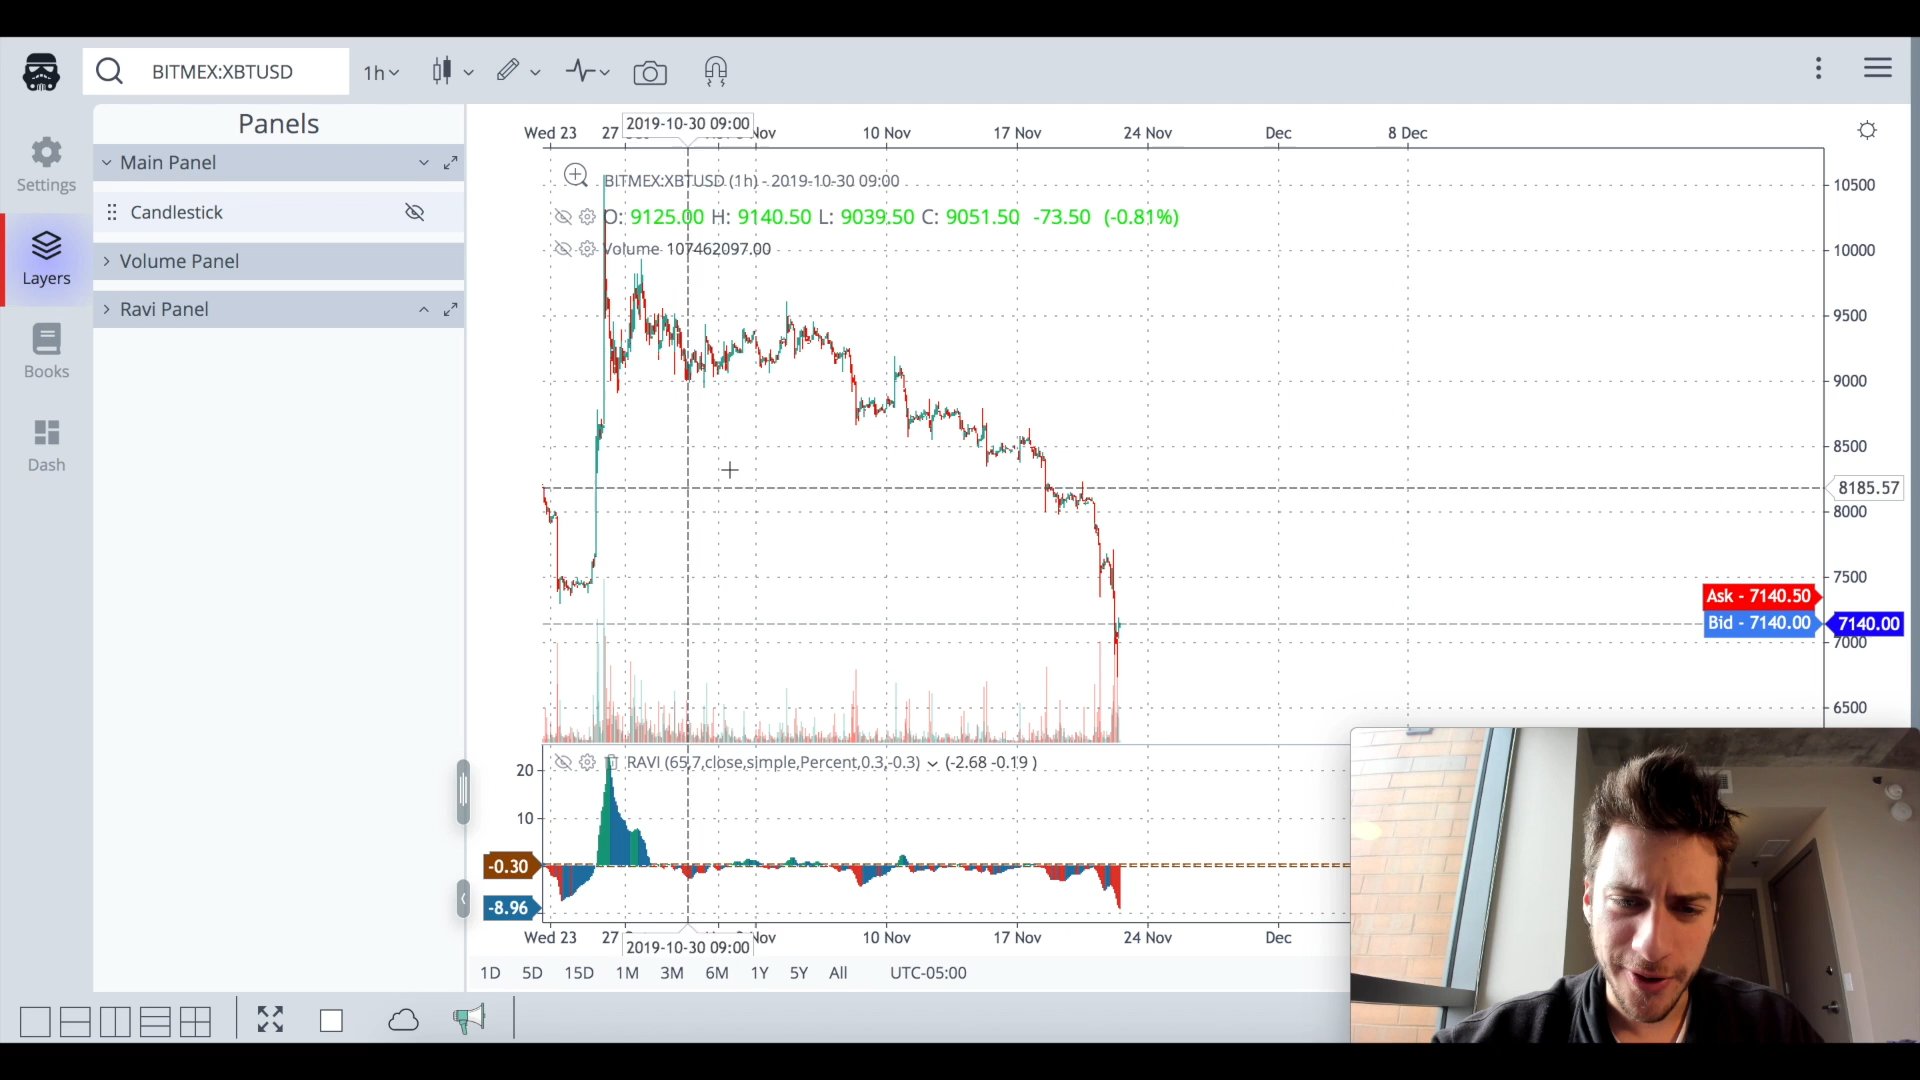 BITMEX:XBTUSD
1h
Panels
Settings
Layers
Books
Dash
Main Panel
Candlestick
Volume Panel
Ravi Panel
Wed 23
27
2019-10-30 09:00
Nov
10 Nov
17 Nov
24 Nov
Dec
8 Dec
BITMEX:XBTUSD (1h) - 2019-10-30 09:00
O: 9125.00 H: 9140.50 L: 9039.50 C: 9051.50 -73.50 (-0.81%)
Volume 107462097.00
10500
10000
9500
9000
8500
8185.57
8000
7500
Ask - 7140.50
Bid - 7140.00
7140.00
7000
6500
RAVI (65,7,close,simple,Percent,0.3,-0.3) (-2.68 -0.19 )
20
10
-0.30
-8.96
Wed 23
27
2019-10-30 09:00
Nov
10 Nov
17 Nov
24 Nov
Dec
1D 5D 15D 1M 3M 6M 1Y 5Y All UTC-05:00